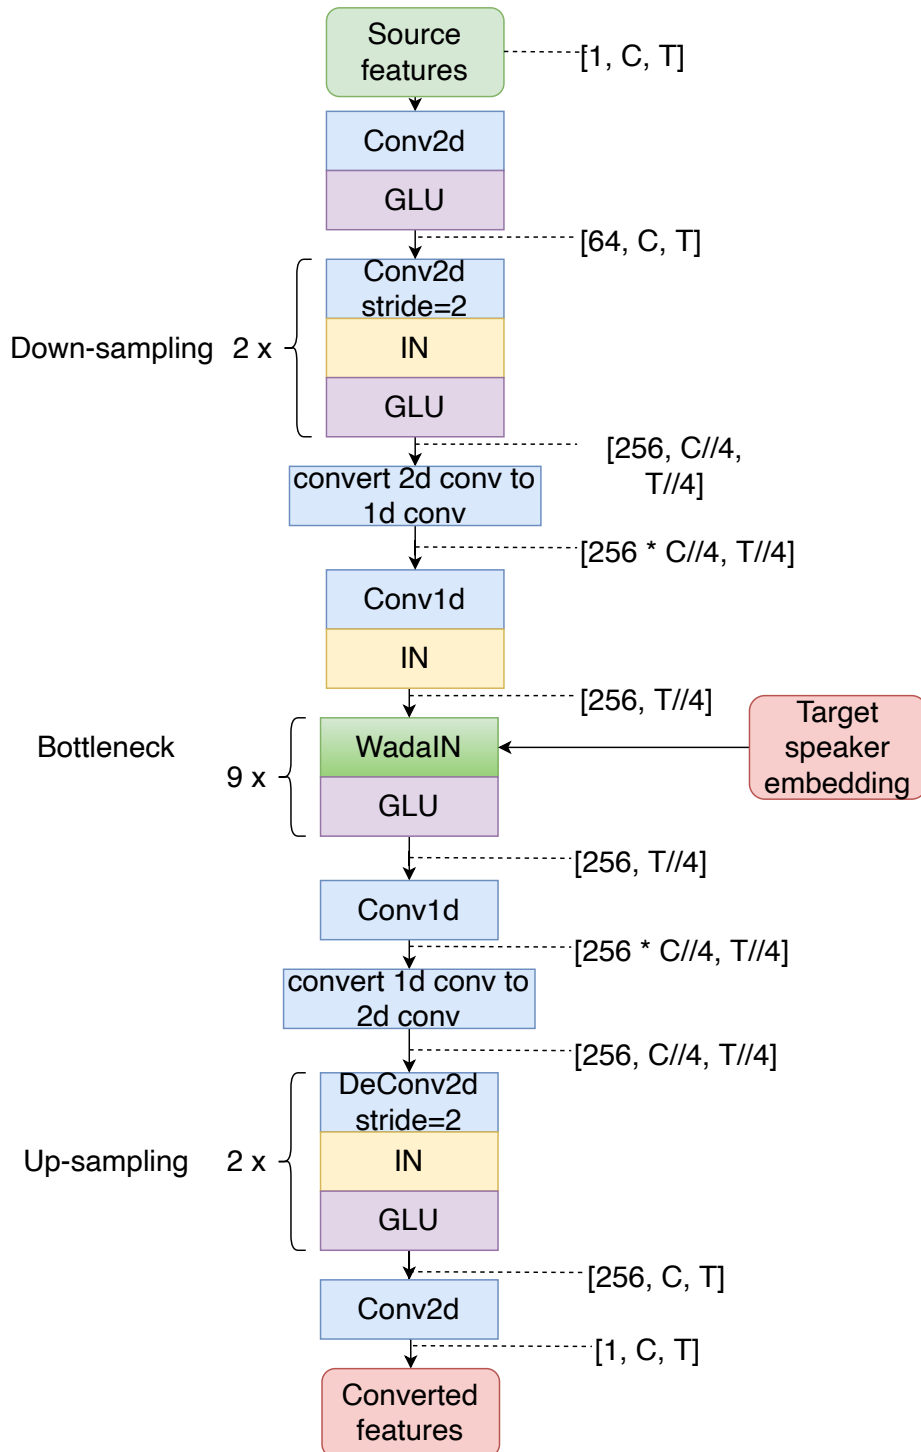 Source
features
[1, C, T]
Conv2d
GLU
[64, C, T]
Conv2d
stride=2
Down-sampling 2 x
IN
GLU
[256, C//4,
T//4]
convert 2d conv to
1d conv
[256 * C//4, T//4]
Conv1d
IN
[256, T//4]
Target
speaker
embedding
Bottleneck
WadaIN
9 x
GLU
[256, T//4]
Conv1d
[256 * C//4, T//4]
convert 1d conv to
2d conv
[256, C//4, T//4]
DeConv2d
stride=2
Up-sampling 2 x
IN
GLU
[256, C, T]
Conv2d
[1, C, T]
Converted
features